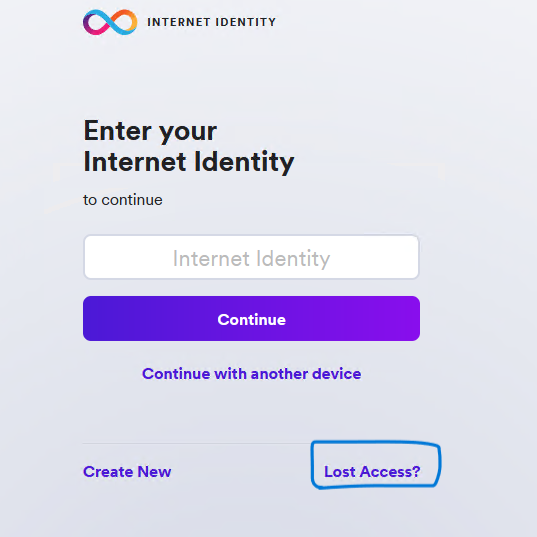 INTERNET IDENTITY
Enter your
Internet Identity
to continue
Internet Identity
Continue
Continue with another device
Create New
Lost Access?